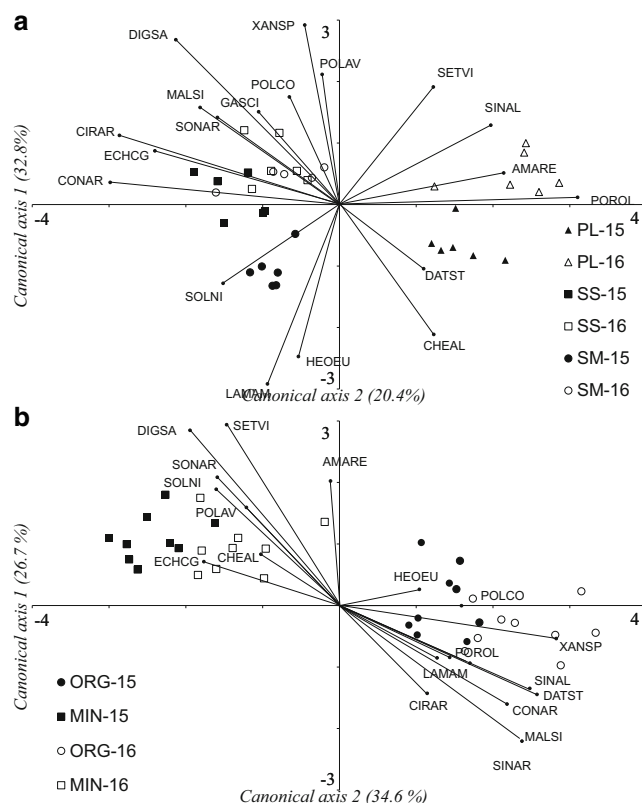 a
3
XANSP
DIGSA
POLAV
SETVI
POLCO
MALSI
GASCI
SINAL
SONAR
CIRAR
ECHCG
AMARE
CONAR
POROL
-4
4
Canonical axis 1 (32.8%)
PL-15
PL-16
SS-15
SS-16
SM-15
SM-16
DATST
SOLNI
CHEAL
HEOEU
LAMAM
-3
Canonical axis 2 (20.4%)
b
3
DIGSA
SETVI
SONAR
AMARE
SOLNI
POLAV
CHEAL
ECHCG
HEOEU
POLCO
-4
4
Canonical axis 1 (26.7 %)
XANSP
POROL
LAMAM
SINAL
DATST
CIRAR
CONAR
MALSI
SINAR
ORG-15
MIN-15
ORG-16
MIN-16
-3
Canonical axis 2 (34.6 %)